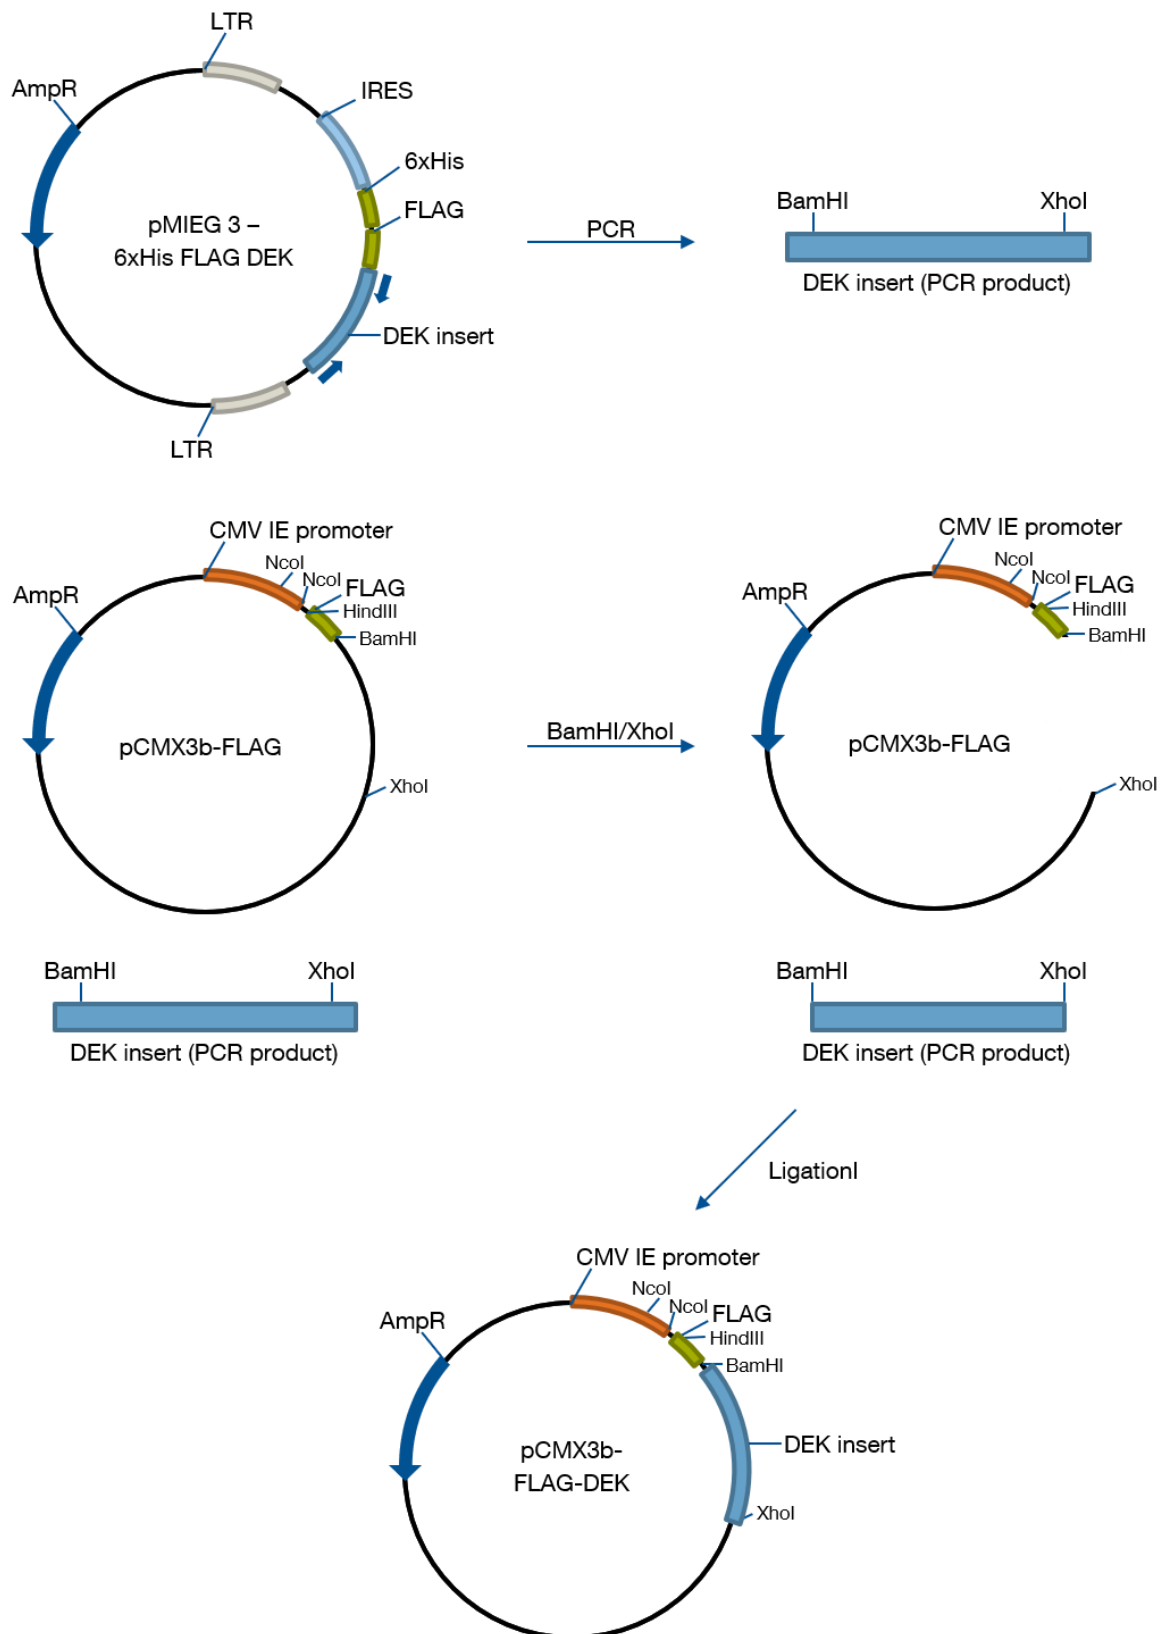 LTR
AmpR
IRES
6xHis
FLAG
pMIEG 3 –
6xHis FLAG DEK
DEK insert
LTR
PCR
BamHI
XhoI
DEK insert (PCR product)
CMV IE promoter
NcoI
NcoI
FLAG
HindIII
BamHI
AmpR
pCMX3b-FLAG
XhoI
BamHI/XhoI
CMV IE promoter
NcoI
NcoI
FLAG
HindIII
BamHI
AmpR
pCMX3b-FLAG
XhoI
BamHI
XhoI
DEK insert (PCR product)
BamHI
XhoI
DEK insert (PCR product)
LigationI
CMV IE promoter
NcoI
NcoI
FLAG
HindIII
BamHI
AmpR
pCMX3b-
FLAG-DEK
DEK insert
XhoI